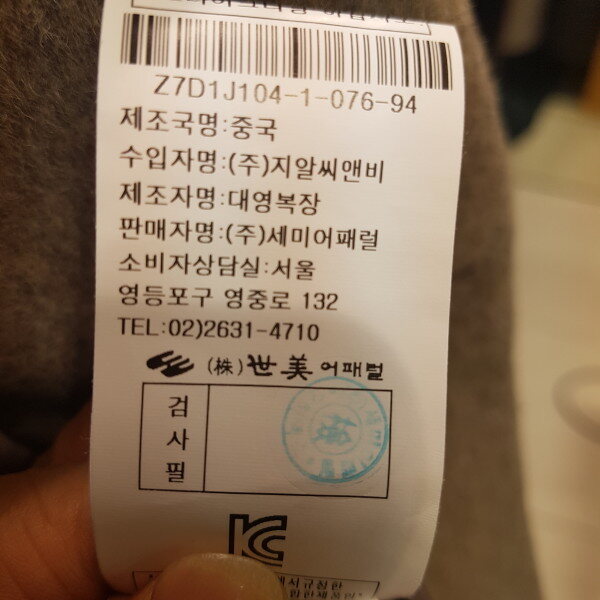 Z7D1J104-1-076-94
제조국명:중국
수입자명:(주)지알씨앤비
제조자명:대영복장
판매자명:(주)세미어패럴
소비자상담실:서울
영등포구 영중로 132
TEL:02)2631-4710
(株)世美어패럴
검
사
필
KC